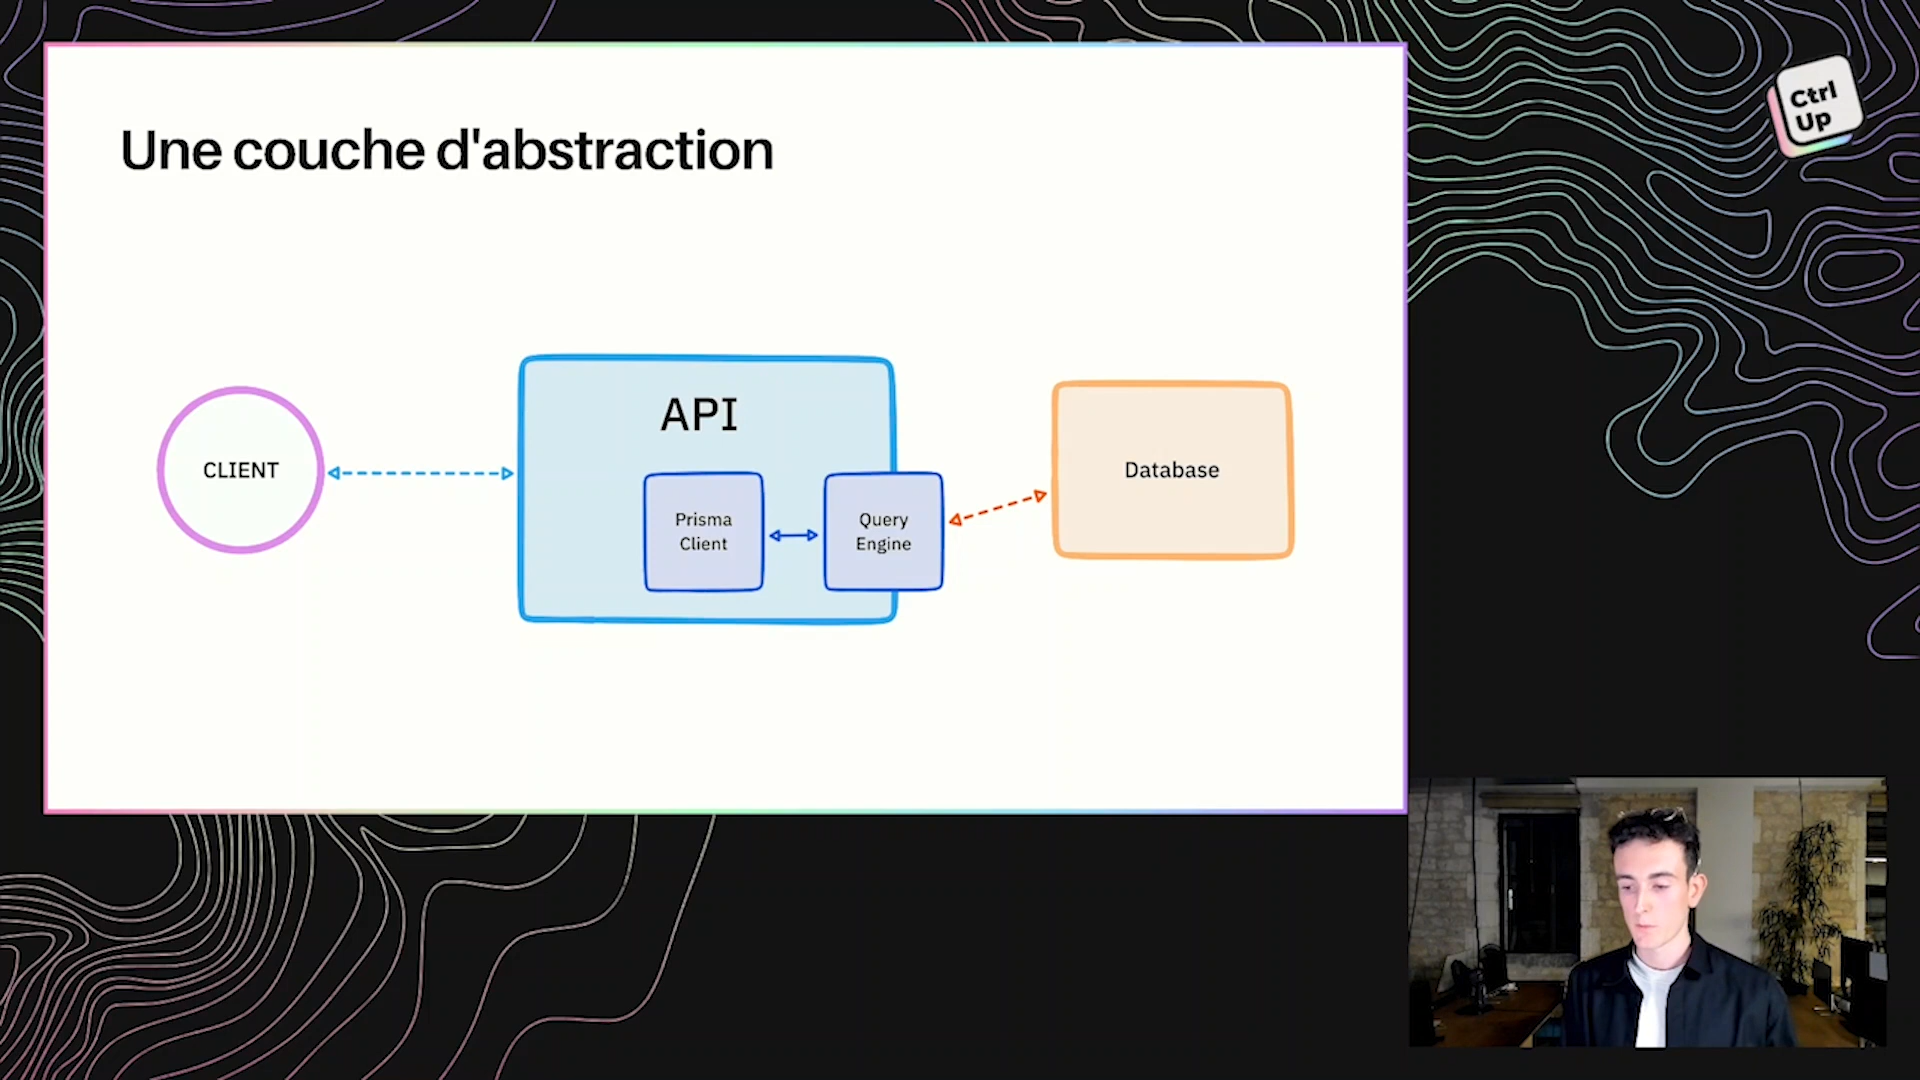 Une couche d'abstraction
Ctrl
Up
API
CLIENT
Prisma
Client
Query
Engine
Database